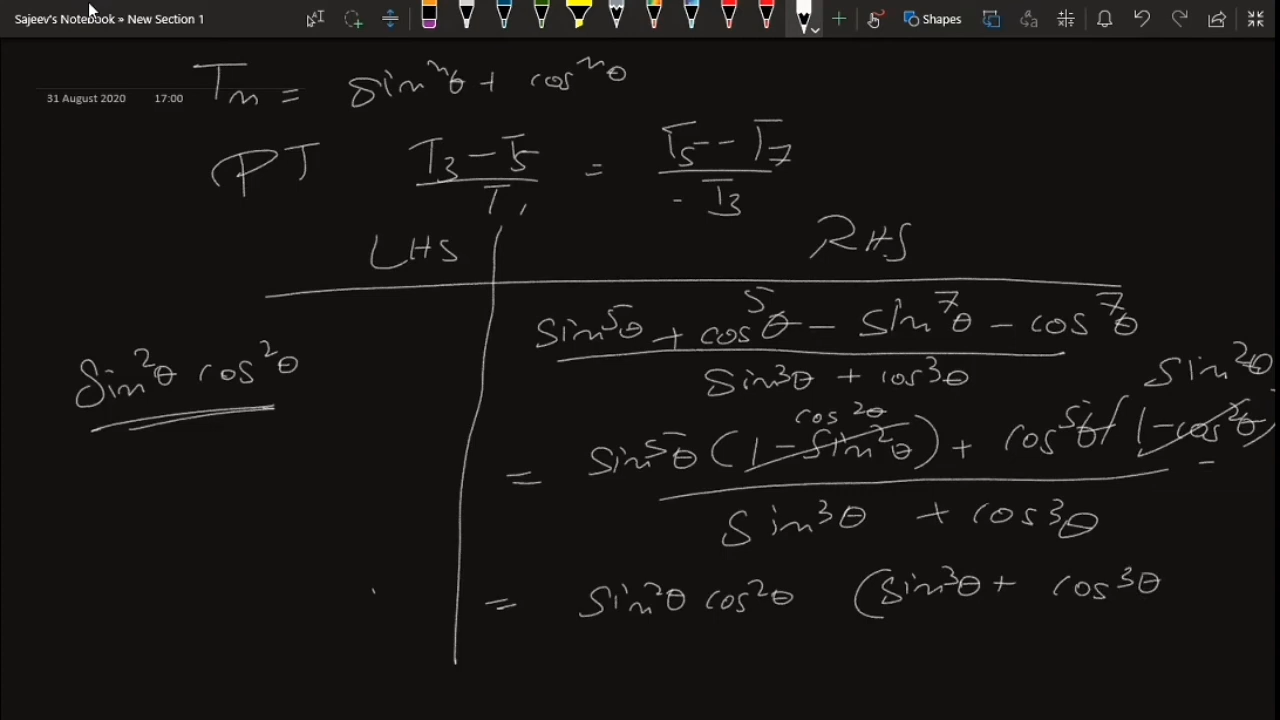 Sajeev's Notebook » New Section 1
Shapes
31 August 2020 17:00
Tn = sinⁿθ + cosⁿθ
PT (T3 − T5)/T1 = (T5 − T7)/T3
LHS RHS
sin²θ cos²θ
(sin⁵θ + cos⁵θ − sin⁷θ − cos⁷θ)/(sin³θ + cos³θ)
cos²θ sin²θ
= (sin⁵θ (1 − sin²θ) + cos⁵θ (1 − cos²θ))/(sin³θ + cos³θ)
= sin²θ cos²θ (sin³θ + cos³θ